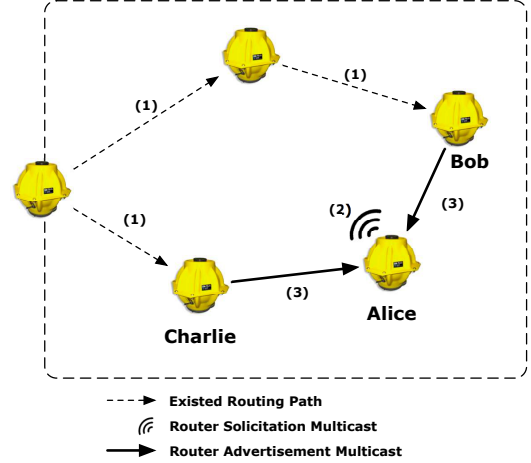 (1)
(1)
Bob
(1)
(2)
(3)
(3)
Alice
Charlie
Existed Routing Path
Router Solicitation Multicast
Router Advertisement Multicast